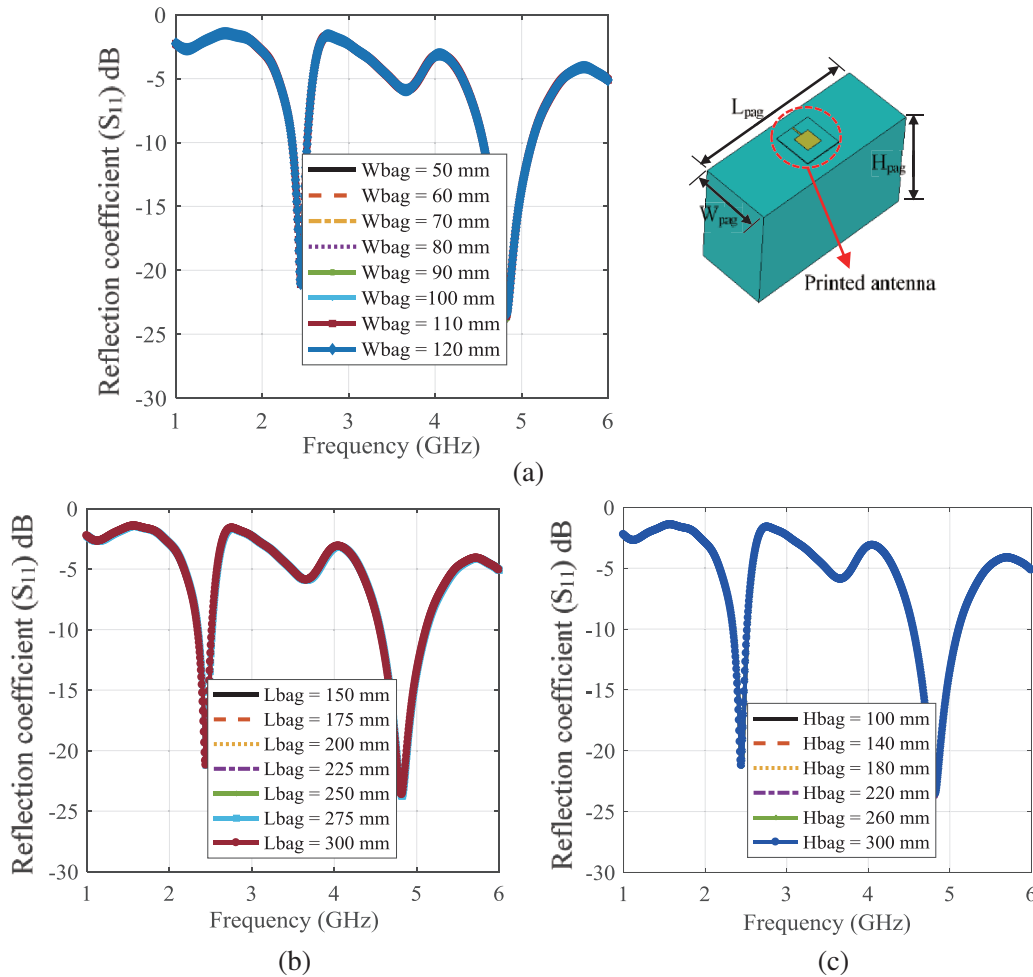 Reflection coefficient (S11) dB
0
-5
-10
-15
-20
-25
-30
Wbag = 50 mm
Wbag = 60 mm
Wbag = 70 mm
Wbag = 80 mm
Wbag = 90 mm
Wbag =100 mm
Wbag = 110 mm
Wbag = 120 mm
1 2 3 4 5 6
Frequency (GHz)
Lpag
Hpag
Wpag
Printed antenna
(a)
Reflection coefficient (S11) dB
0
-5
-10
-15
-20
-25
-30
Lbag = 150 mm
Lbag = 175 mm
Lbag = 200 mm
Lbag = 225 mm
Lbag = 250 mm
Lbag = 275 mm
Lbag = 300 mm
1 2 3 4 5 6
Frequency (GHz)
(b)
Reflection coefficient (S11) dB
0
-5
-10
-15
-20
-25
-30
Hbag = 100 mm
Hbag = 140 mm
Hbag = 180 mm
Hbag = 220 mm
Hbag = 260 mm
Hbag = 300 mm
1 2 3 4 5 6
Frequency (GHz)
(c)